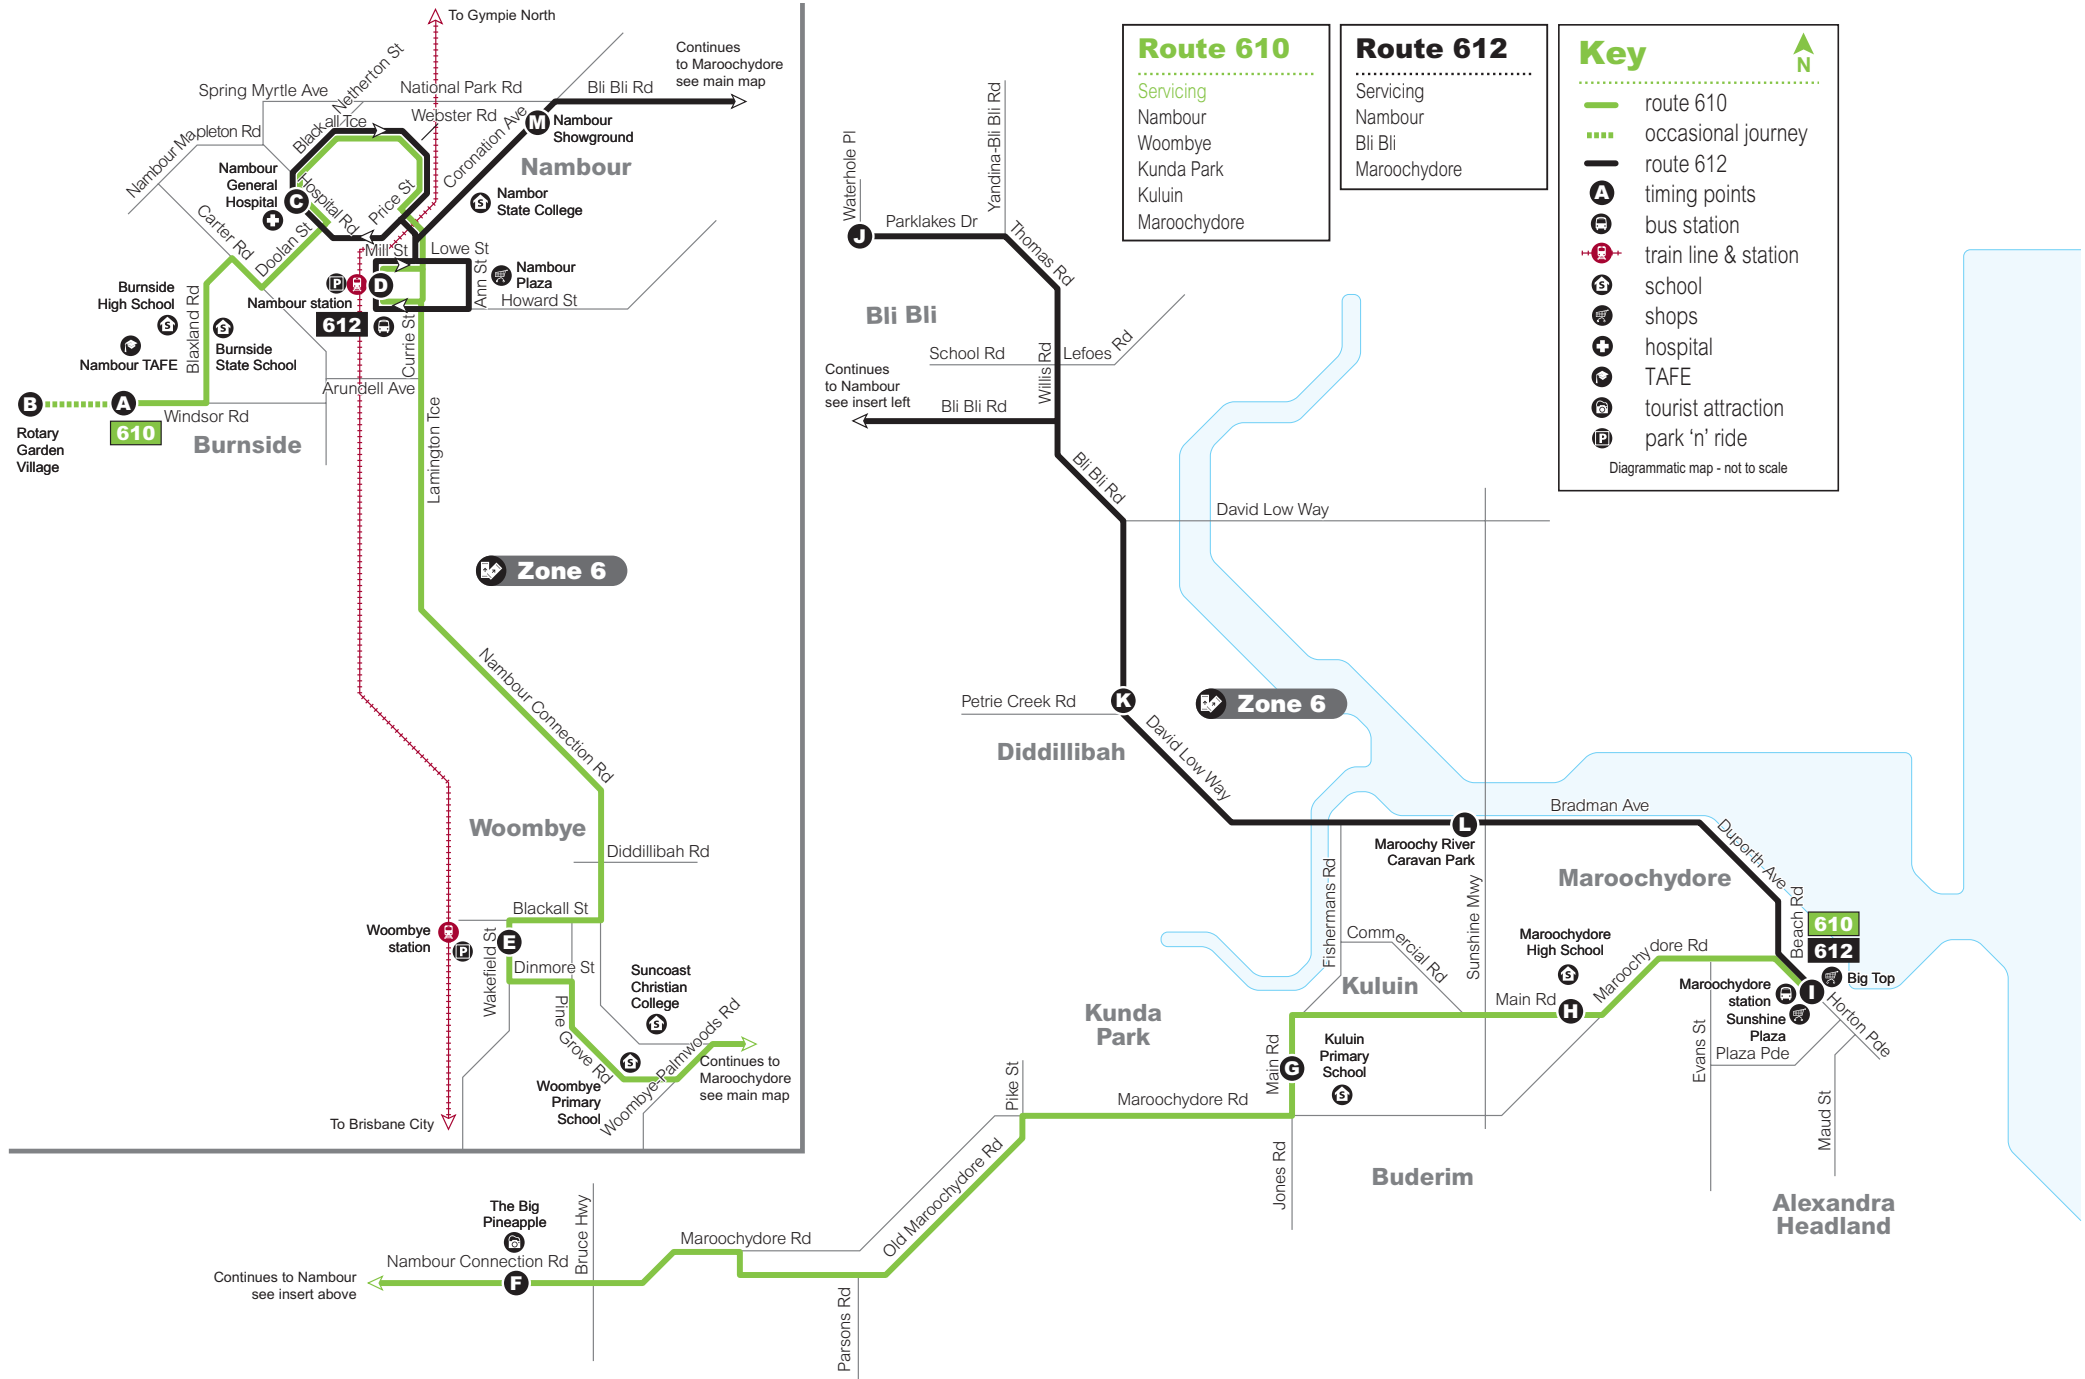 To Gympie North
Continues
to Maroochydore
see main map
Netherton St
Spring Myrtle Ave
National Park Rd
Bli Bli Rd
Webster Rd
Blackall Tce
Nambour Mapleton Rd
Coronation Ave
M
Nambour
Showground
Nambour
Nambour
General
Hospital
C
Hospital Rd
Price St
Nambor
State College
Carter Rd
Doolan St
Mill St
Lowe St
Ann St
Nambour
Plaza
Howard St
P
D
Nambour station
612
Currie St
Burnside
High School
Blaxland Rd
Burnside
State School
Nambour TAFE
Arundell Ave
B
A
Windsor Rd
610
Rotary
Garden
Village
Burnside
Lamington Tce
Zone 6
Nambour Connection Rd
Woombye
Diddillibah Rd
Blackall St
Woombye
station
P
E
Wakefield St
Dinmore St
Suncoast
Christian
College
Pine Grove Rd
Woombye-Palmwoods Rd
Woombye
Primary
School
Continues to
Maroochydore
see main map
To Brisbane City
Route 610
Servicing
Nambour
Woombye
Kunda Park
Kuluin
Maroochydore
Route 612
Servicing
Nambour
Bli Bli
Maroochydore
Key
N
route 610
occasional journey
route 612
A timing points
bus station
train line & station
S school
shops
hospital
TAFE
tourist attraction
P park ‘n’ ride
Diagrammatic map - not to scale
Waterhole Pl
Yandina-Bli Bli Rd
J
Parklakes Dr
Thomas Rd
Bli Bli
School Rd
Willis Rd
Lefoes Rd
Continues
to Nambour
see insert left
Bli Bli Rd
Bli Bli Rd
David Low Way
Petrie Creek Rd
K
Zone 6
Diddillibah
David Low Way
Bradman Ave
L
Maroochy River
Caravan Park
Duporth Ave
Maroochydore
Fishermans Rd
Sunshine Mwy
Beach Rd
610
612
Commercial Rd
Maroochydore
High School
Maroochydore Rd
Big Top
Kuluin
Main Rd
H
Maroochydore
station
I
Sunshine
Plaza
Horton Pde
Kunda
Park
Main Rd
G
Kuluin
Primary
School
Evans St
Plaza Pde
Pike St
Maroochydore Rd
Maud St
Jones Rd
Buderim
Alexandra
Headland
Old Maroochydore Rd
The Big
Pineapple
Bruce Hwy
Maroochydore Rd
Nambour Connection Rd
F
Continues to Nambour
see insert above
Parsons Rd